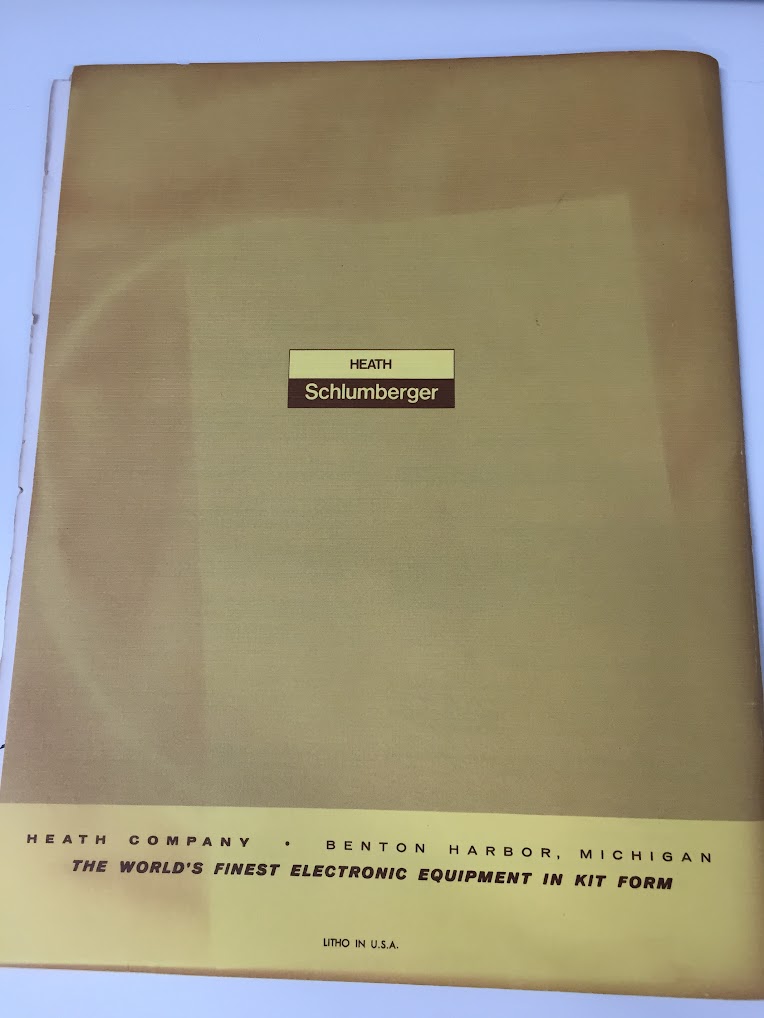 HEATH
Schlumberger
HEATH COMPANY • BENTON HARBOR, MICHIGAN
THE WORLD'S FINEST ELECTRONIC EQUIPMENT IN KIT FORM
LITHO IN U.S.A.